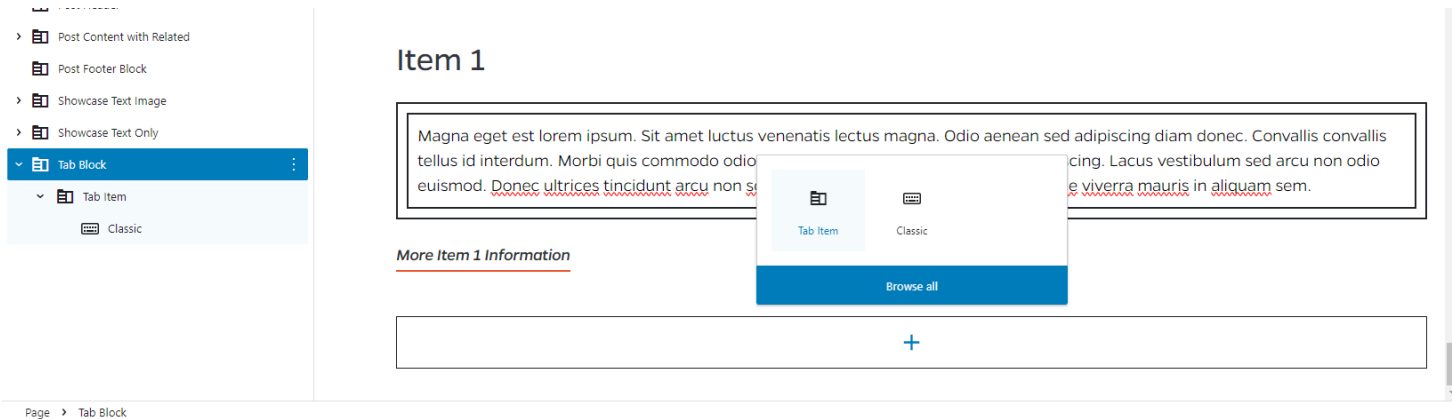 Post Content with Related
Post Footer Block
Showcase Text Image
Showcase Text Only
Tab Block
Tab Item
Classic
Item 1
Magna eget est lorem ipsum. Sit amet luctus venenatis lectus magna. Odio aenean sed adipiscing diam donec. Convallis convallis
tellus id interdum. Morbi quis commodo odio scing. Lacus vestibulum sed arcu non odio
euismod. Donec ultrices tincidunt arcu non viverra mauris in aliquam sem.
Tab Item
Classic
Browse all
More Item 1 Information
+
Page > Tab Block